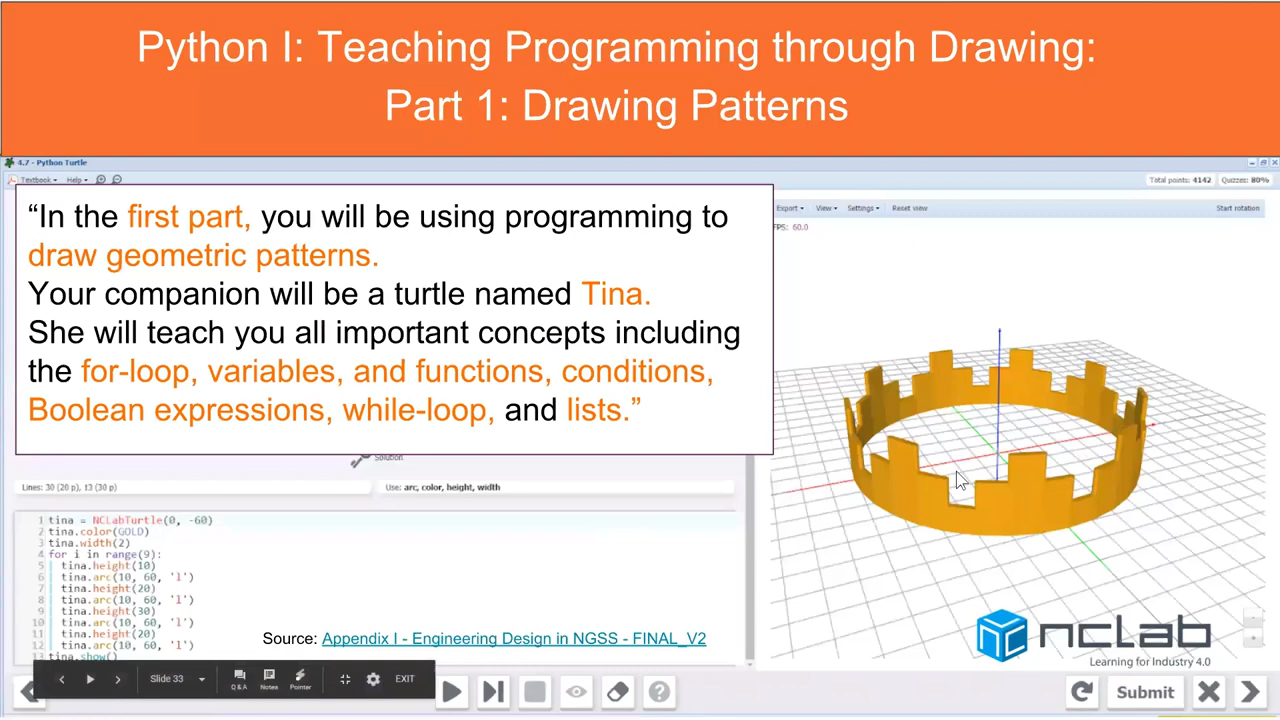 Python I: Teaching Programming through Drawing:
Part 1: Drawing Patterns
4.7 - Python Turtle
Textbook Help
Total points: 4142 Quizzes: 80%
Export View Settings Reset view
Start rotation
FPS: 60.0
“In the first part, you will be using programming to
draw geometric patterns.
Your companion will be a turtle named Tina.
She will teach you all important concepts including
the for-loop, variables, and functions, conditions,
Boolean expressions, while-loop, and lists.”
Solution
Lines: 30 (20 p), 13 (30 p)
Use: arc, color, height, width
1 tina = NCLabTurtle(0, -60)
2 tina.color(GOLD)
3 tina.width(2)
4 for i in range(9):
5 tina.height(10)
6 tina.arc(10, 60, 'l')
7 tina.height(20)
8 tina.arc(10, 60, 'l')
9 tina.height(30)
10 tina.arc(10, 60, 'l')
11 tina.height(20)
12 tina.arc(10, 60, 'l')
13 tina.show()
Source: Appendix I - Engineering Design in NGSS - FINAL_V2
nclab
Learning for Industry 4.0
Slide 33
Q & A
Notes
Pointer
EXIT
Submit